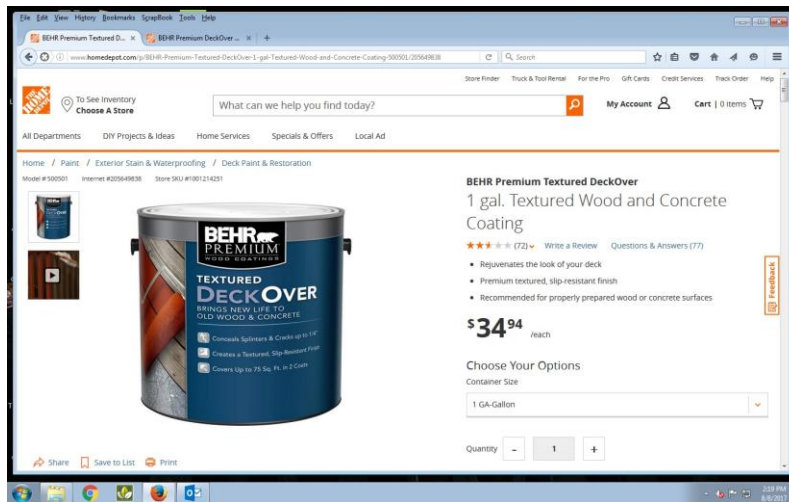 File Edit View History Bookmarks ScrapBook Tools Help
BEHR Premium Textured D... × BEHR Premium DeckOver ... × +
www.homedepot.com/p/BEHR-Premium-Textured-DeckOver-1-gal-Textured-Wood-and-Concrete-Coating-500501/205649838
Search
Store Finder Truck & Tool Rental For the Pro Gift Cards Credit Services Track Order Help
THE HOME DEPOT
To See Inventory
Choose A Store
What can we help you find today?
My Account
Cart | 0 items
All Departments DIY Projects & Ideas Home Services Specials & Offers Local Ad
Home / Paint / Exterior Stain & Waterproofing / Deck Paint & Restoration
Model # 500501 Internet #205649838 Store SKU #1001214251
BEHR
PREMIUM
WOOD COATINGS
TEXTURED
DECKOVER
BRINGS NEW LIFE TO
OLD WOOD & CONCRETE
Conceals Splinters & Cracks up to 1/4"
Creates a Textured, Slip-Resistant Finish
Covers Up to 75 Sq. Ft. in 2 Coats
BEHR Premium Textured DeckOver
1 gal. Textured Wood and Concrete
Coating
(72) Write a Review Questions & Answers (77)
• Rejuvenates the look of your deck
• Premium textured, slip-resistant finish
• Recommended for properly prepared wood or concrete surfaces
$34 94 /each
Choose Your Options
Container Size
1 GA-Gallon
Quantity - 1 +
Feedback
Share Save to List Print
2:19 PM